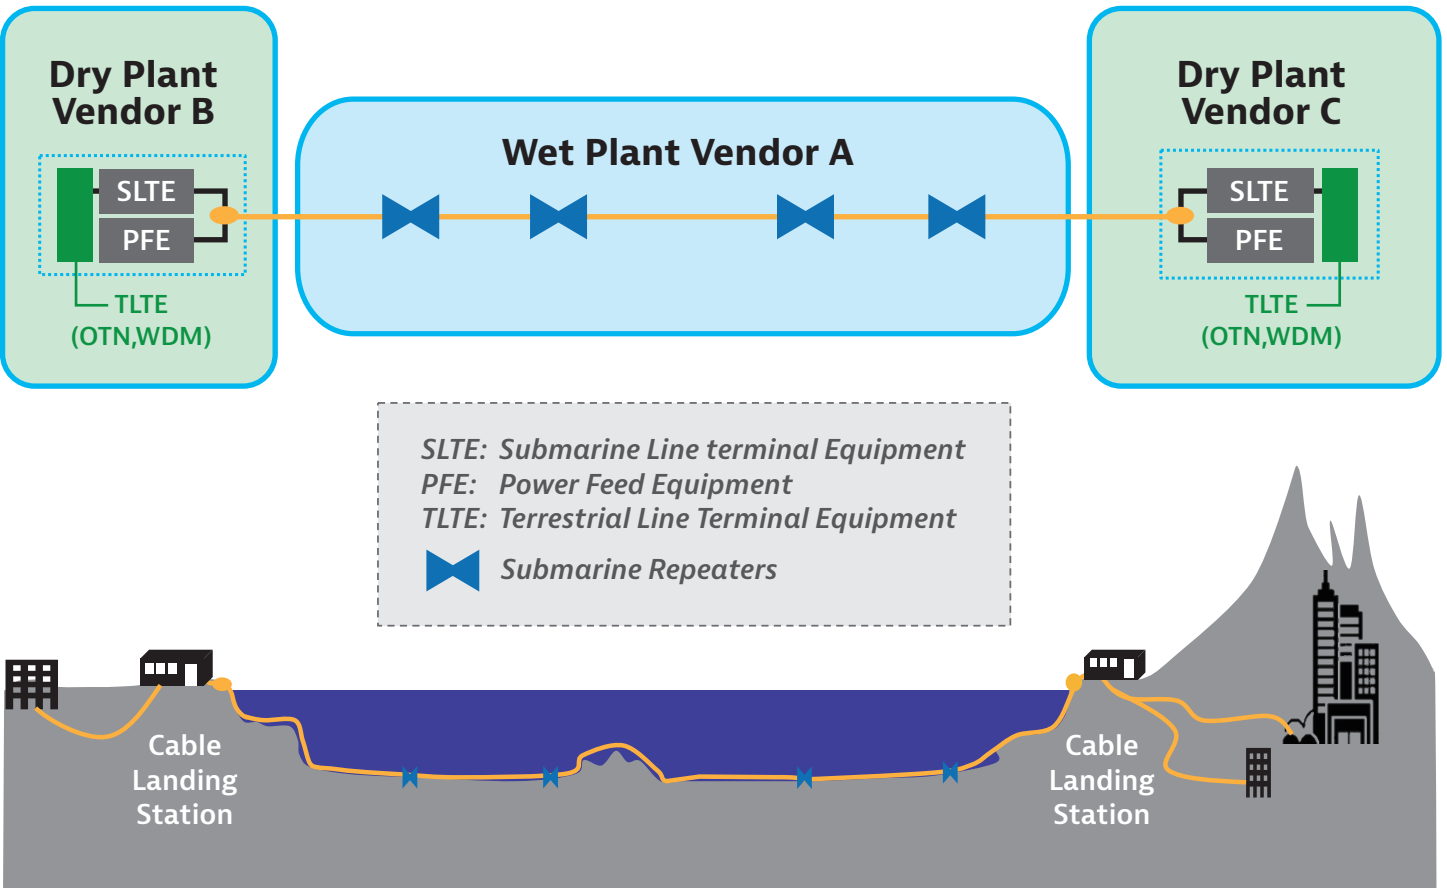 Dry Plant
Vendor B
SLTE
PFE
TLTE
(OTN,WDM)
Wet Plant Vendor A
Dry Plant
Vendor C
SLTE
PFE
TLTE
(OTN,WDM)
SLTE: Submarine Line terminal Equipment
PFE: Power Feed Equipment
TLTE: Terrestrial Line Terminal Equipment
Submarine Repeaters
Cable
Landing
Station
Cable
Landing
Station